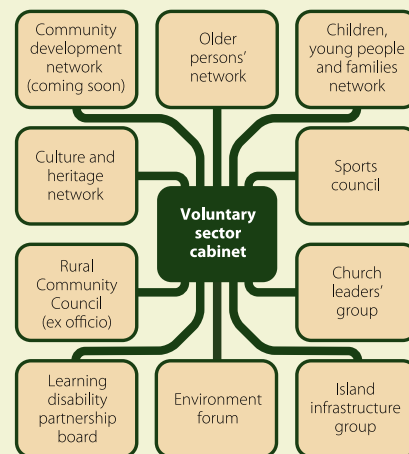 Community
development
network
(coming soon)
Older
persons’
network
Children,
young people
and families
network
Culture and
heritage
network
Voluntary
sector
cabinet
Sports
council
Rural
Community
Council
(ex officio)
Church
leaders’
group
Learning
disability
partnership
board
Environment
forum
Island
infrastructure
group